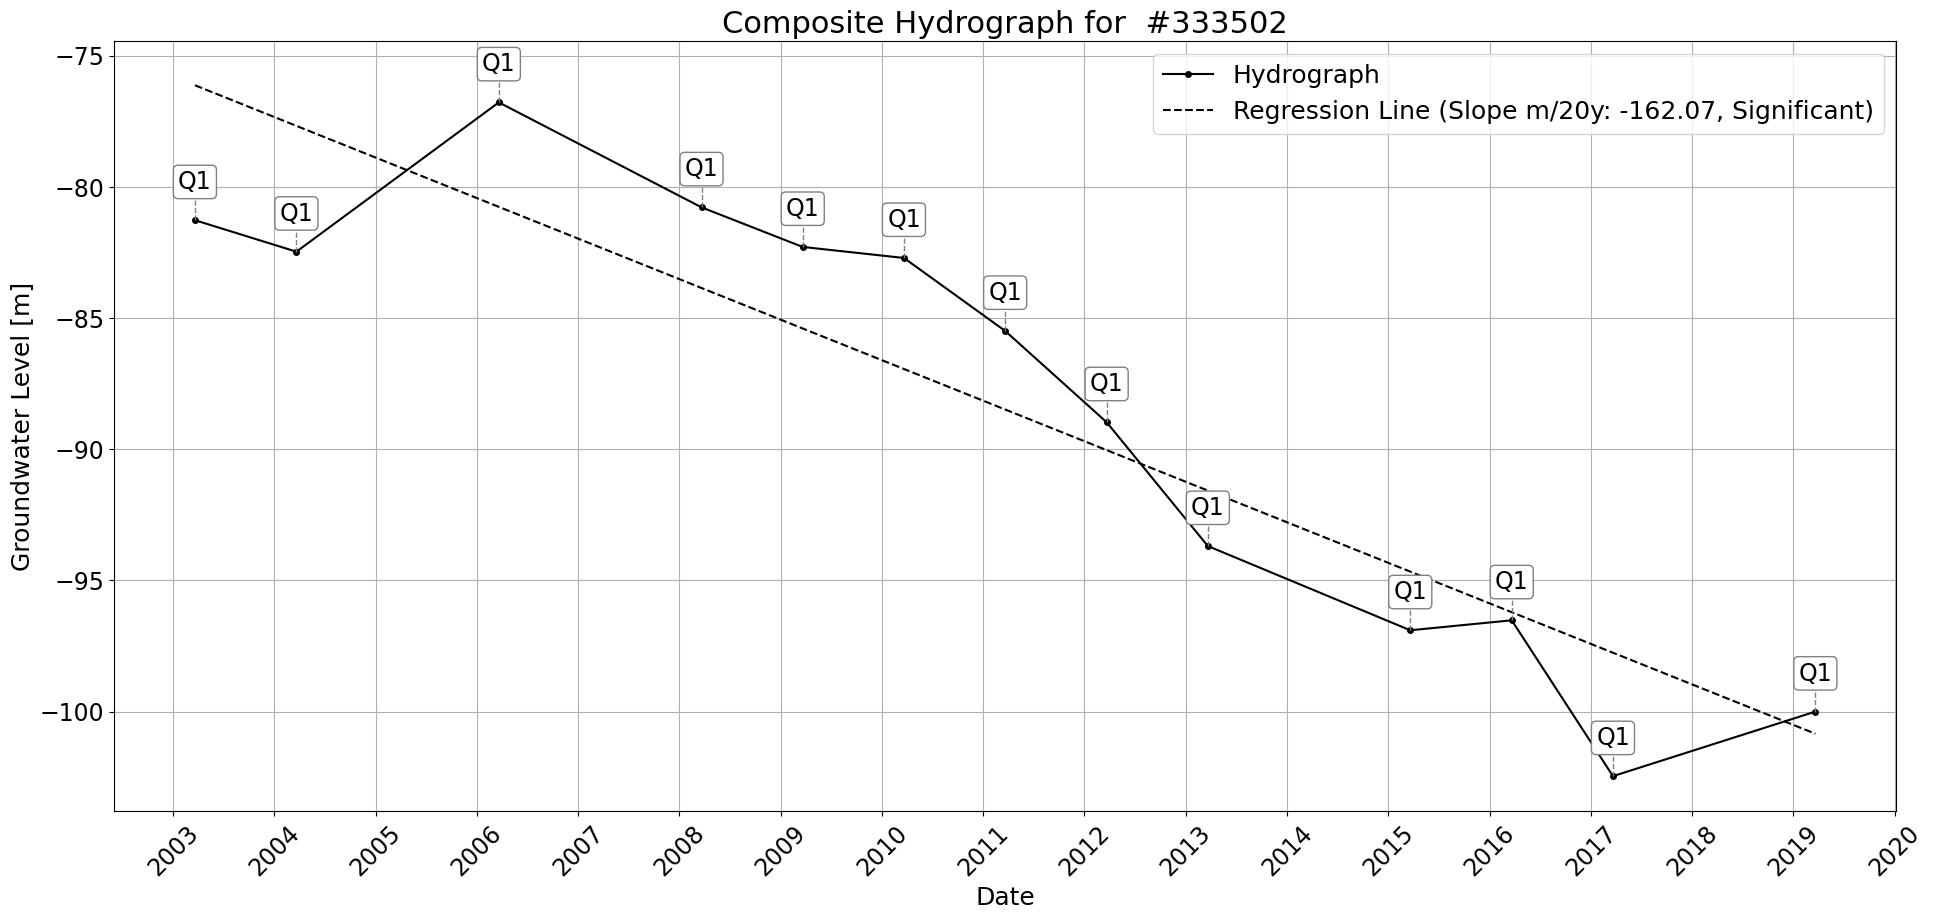 Composite Hydrograph for  #333502
Hydrograph
Regression Line (Slope m/20y: -162.07, Significant)
Groundwater Level [m]
−75
−80
−85
−90
−95
−100
Q1
Q1
Q1
Q1
Q1
Q1
Q1
Q1
Q1
Q1
Q1
Q1
Q1
2003
2004
2005
2006
2007
2008
2009
2010
2011
2012
2013
2014
2015
2016
2017
2018
2019
2020
Date